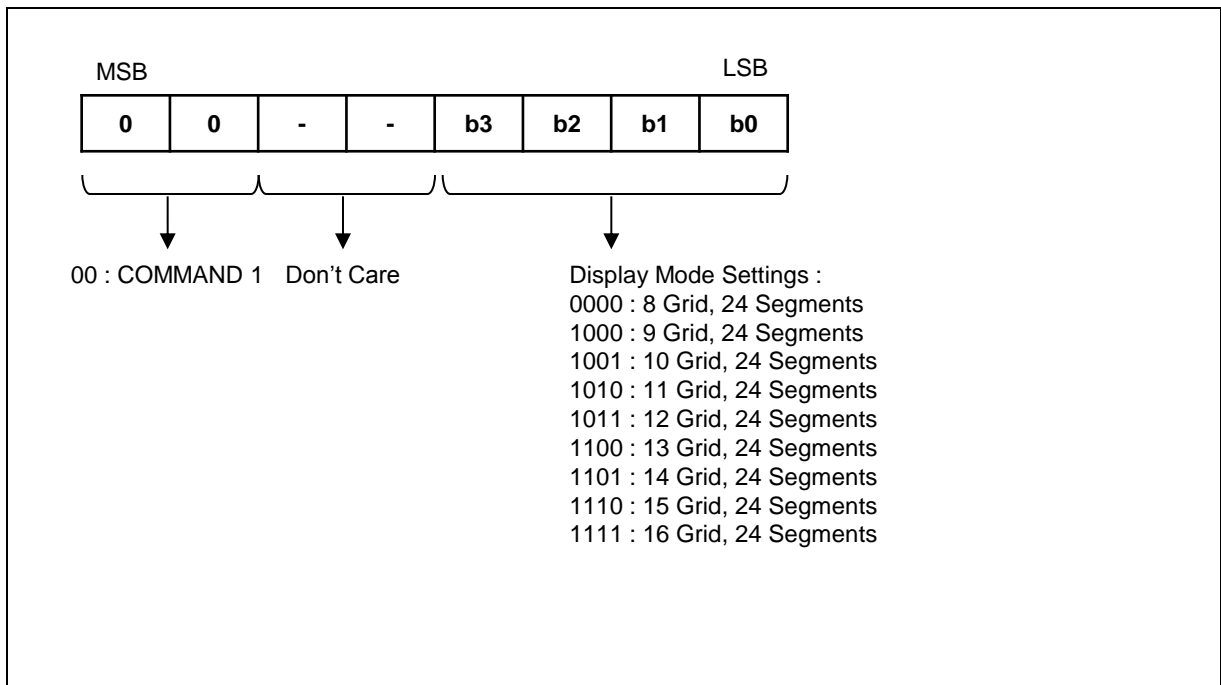 MSB LSB
0 0 - - b3 b2 b1 b0
00 : COMMAND 1 Don't Care Display Mode Settings :
0000 : 8 Grid, 24 Segments
1000 : 9 Grid, 24 Segments
1001 : 10 Grid, 24 Segments
1010 : 11 Grid, 24 Segments
1011 : 12 Grid, 24 Segments
1100 : 13 Grid, 24 Segments
1101 : 14 Grid, 24 Segments
1110 : 15 Grid, 24 Segments
1111 : 16 Grid, 24 Segments